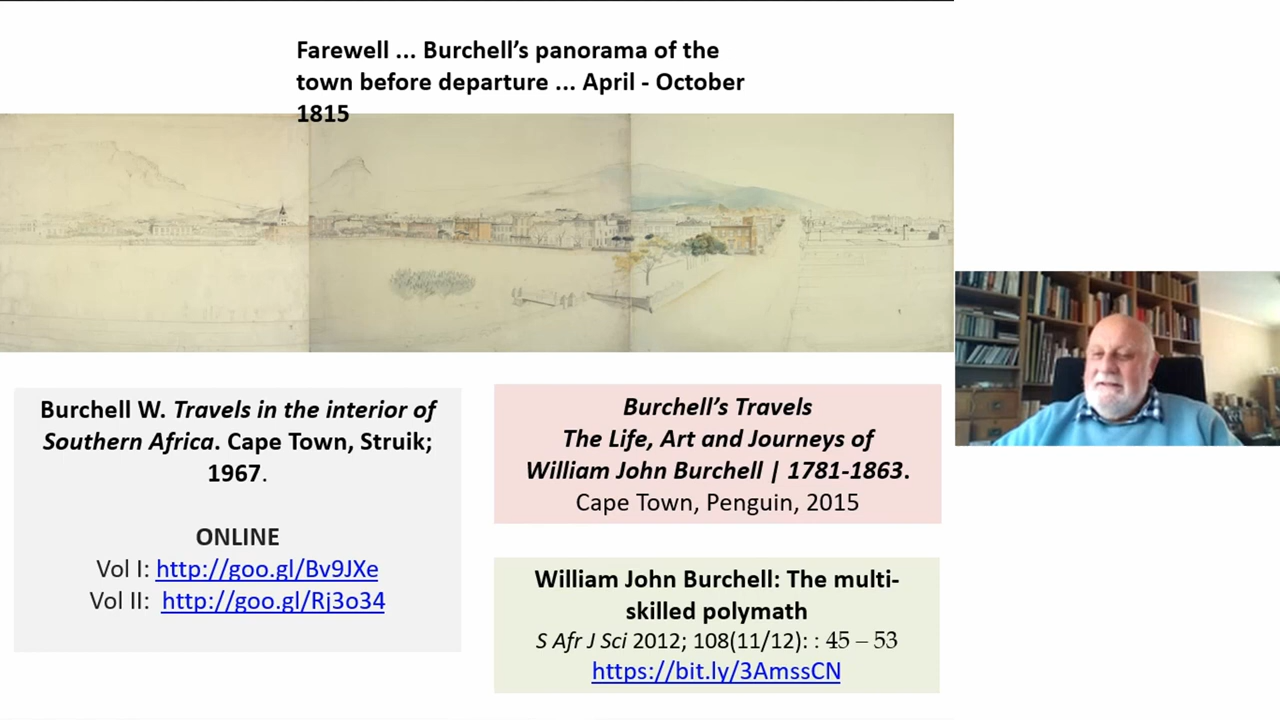 Farewell ... Burchell’s panorama of the
town before departure ... April - October
1815
Burchell W. Travels in the interior of
Southern Africa. Cape Town, Struik;
1967.
ONLINE
Vol I: http://goo.gl/Bv9JXe
Vol II: http://goo.gl/Rj3o34
Burchell’s Travels
The Life, Art and Journeys of
William John Burchell | 1781-1863.
Cape Town, Penguin, 2015
William John Burchell: The multi-
skilled polymath
S Afr J Sci 2012; 108(11/12): : 45 – 53
https://bit.ly/3AmssCN